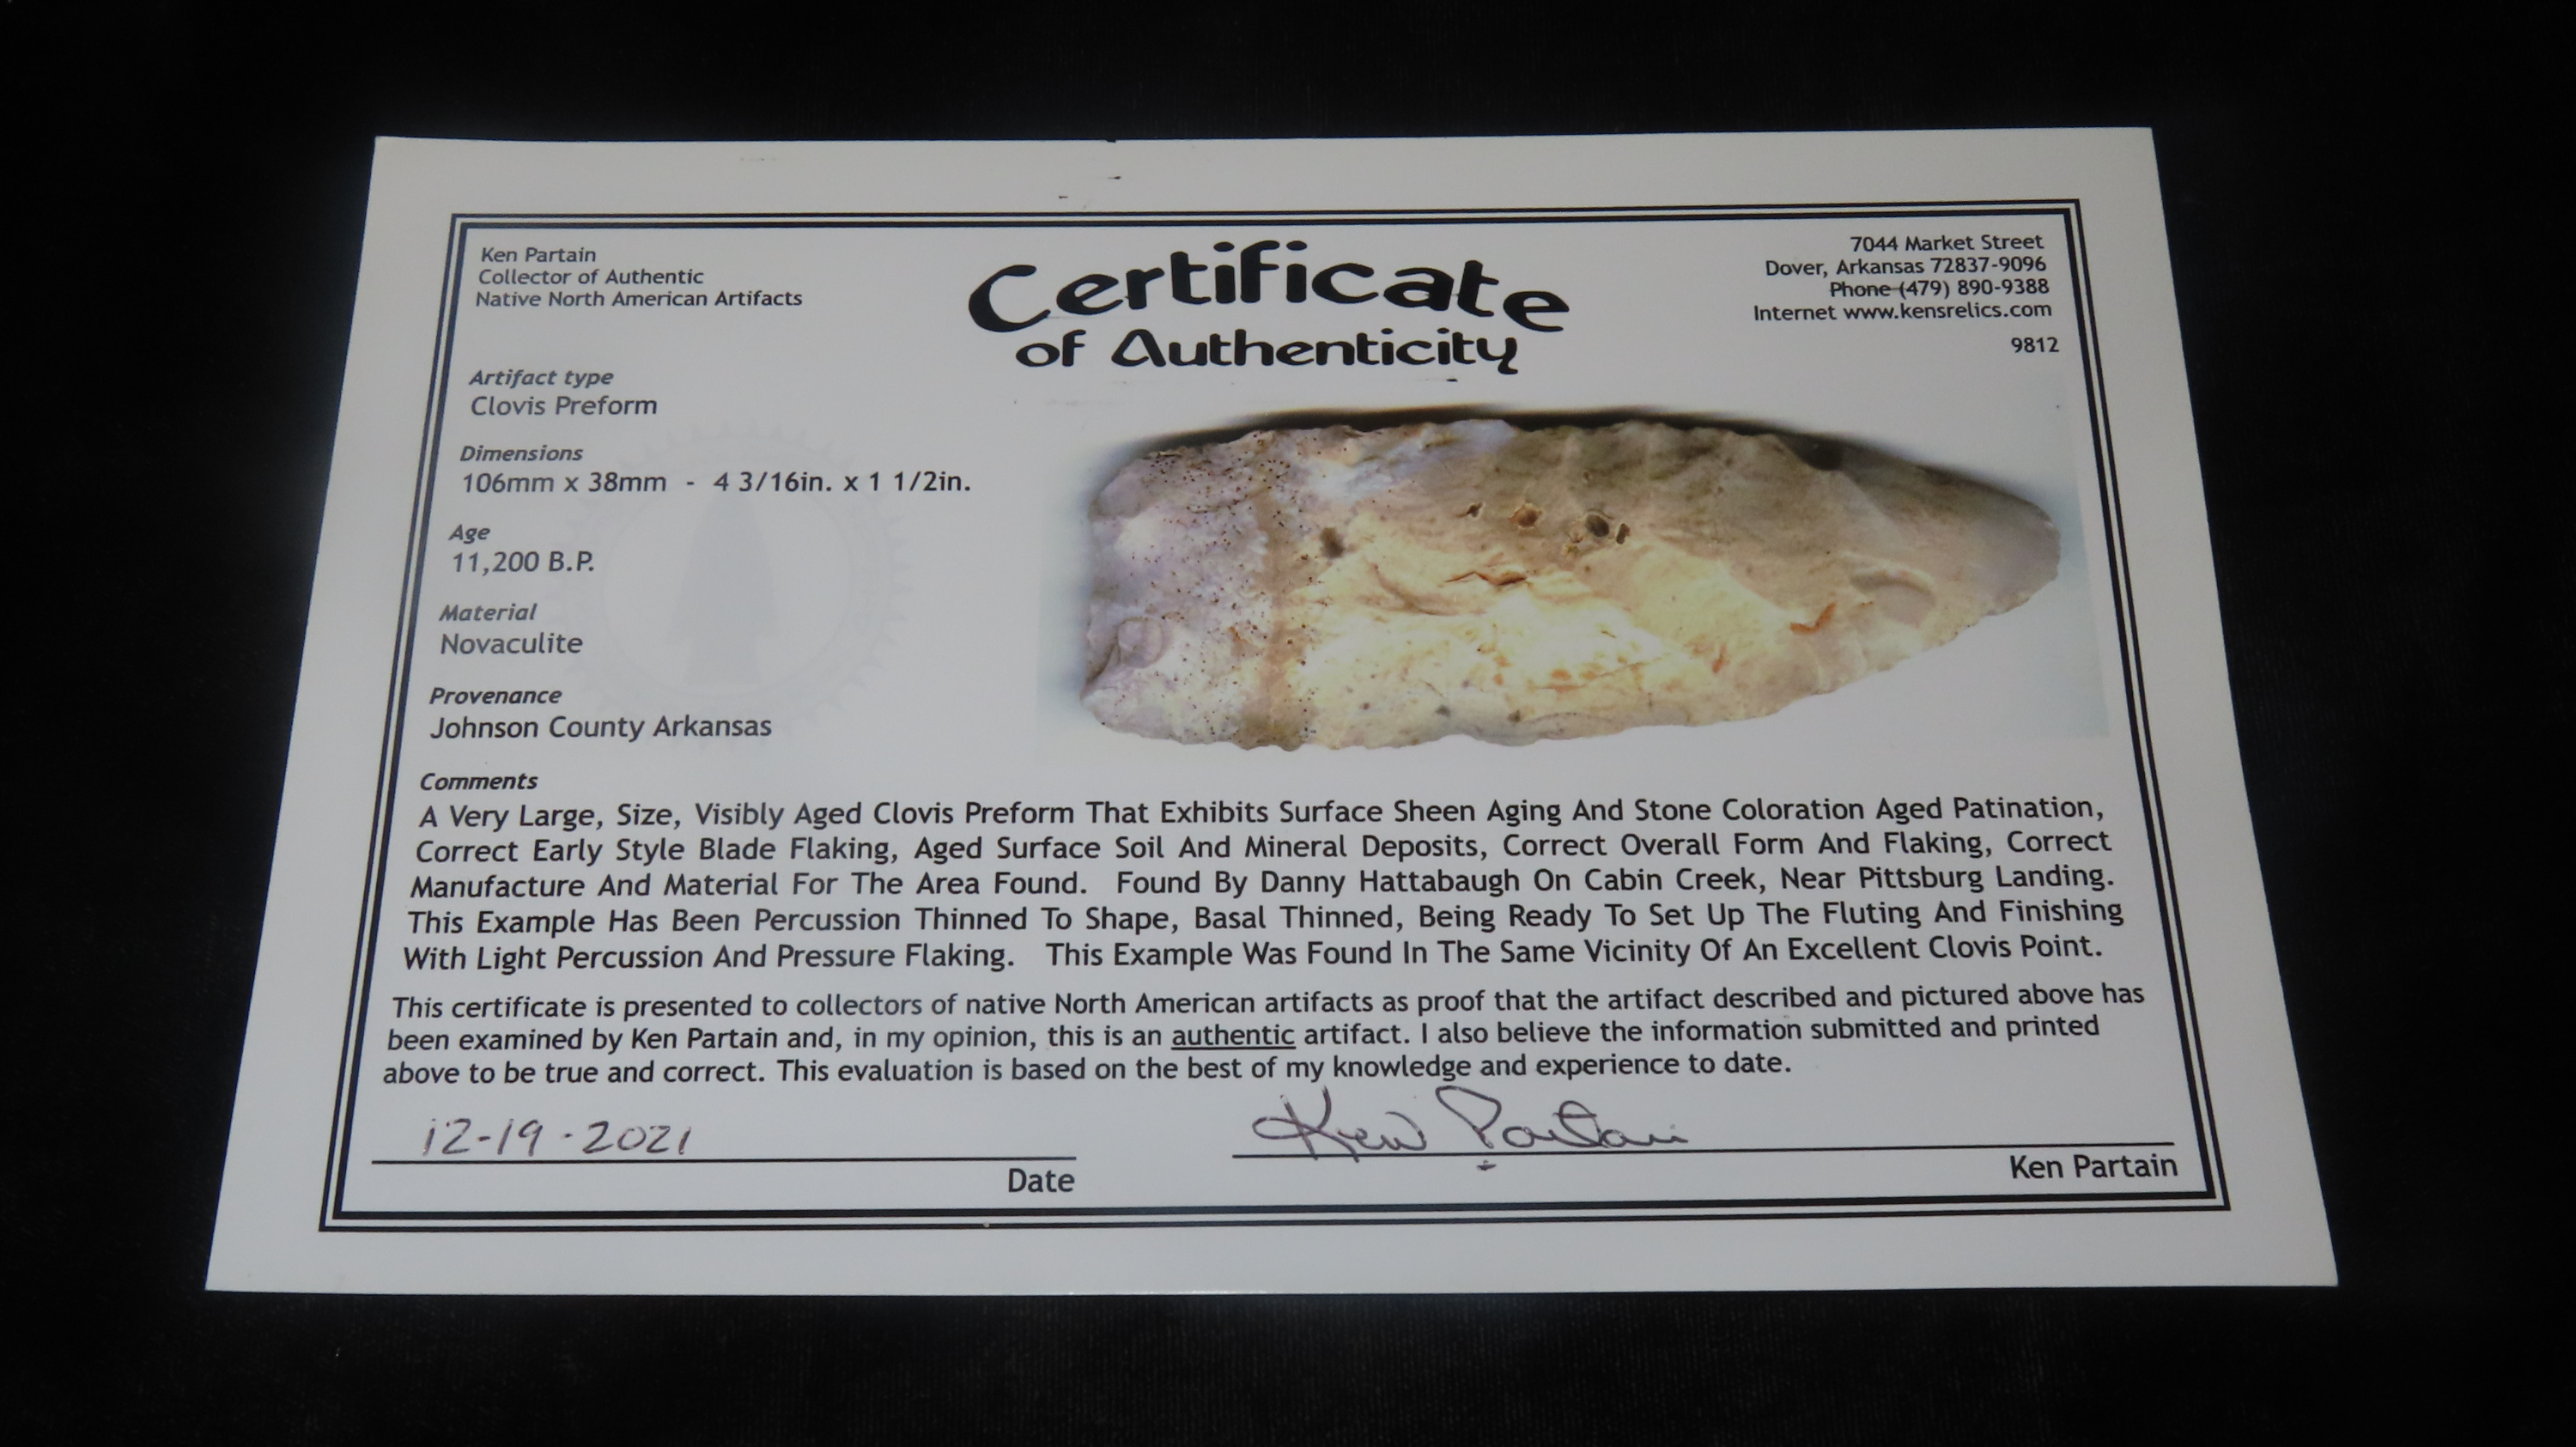 Ken Partain
Collector of Authentic
Native North American Artifacts
Certificate
of Authenticity
7044 Market Street
Dover, Arkansas 72837-9096
Phone (479) 890-9388
Internet www.kensrelics.com
9812
Artifact type
Clovis Preform
Dimensions
106mm x 38mm - 4 3/16in. x 1 1/2in.
Age
11,200 B.P.
Material
Novaculite
Provenance
Johnson County Arkansas
Comments
A Very Large, Size, Visibly Aged Clovis Preform That Exhibits Surface Sheen Aging And Stone Coloration Aged Patination,
Correct Early Style Blade Flaking, Aged Surface Soil And Mineral Deposits, Correct Overall Form And Flaking, Correct
Manufacture And Material For The Area Found. Found By Danny Hattabaugh On Cabin Creek, Near Pittsburg Landing.
This Example Has Been Percussion Thinned To Shape, Basal Thinned, Being Ready To Set Up The Fluting And Finishing
With Light Percussion And Pressure Flaking. This Example Was Found In The Same Vicinity Of An Excellent Clovis Point.
This certificate is presented to collectors of native North American artifacts as proof that the artifact described and pictured above has
been examined by Ken Partain and, in my opinion, this is an authentic artifact. I also believe the information submitted and printed
above to be true and correct. This evaluation is based on the best of my knowledge and experience to date.
12-19-2021
Ken Partain
Date
Ken Partain